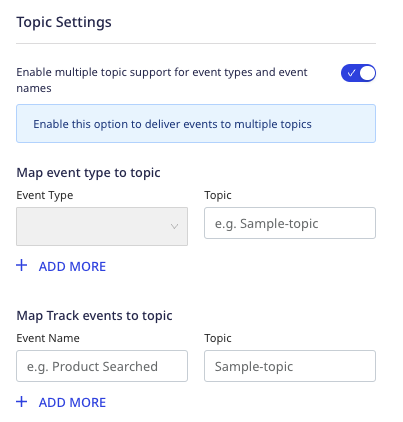 Topic Settings
Enable multiple topic support for event types and event
names
Enable this option to deliver events to multiple topics
Map event type to topic
Event Type
Topic
e.g. Sample-topic
+ ADD MORE
Map Track events to topic
Event Name
Topic
e.g. Product Searched
Sample-topic
+ ADD MORE